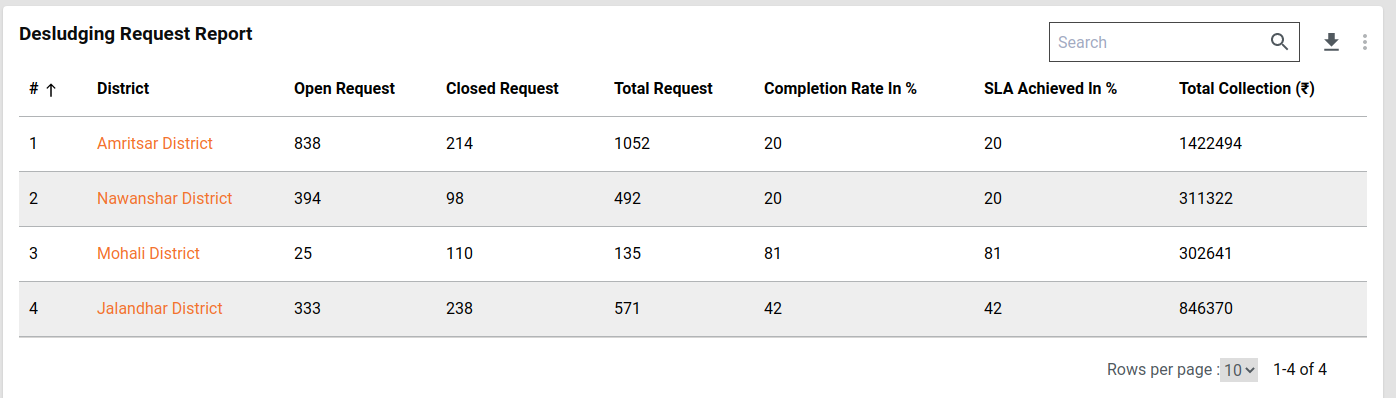 Desludging Request Report
Search
# ↑ District Open Request Closed Request Total Request Completion Rate In % SLA Achieved In % Total Collection (₹)
1 Amritsar District 838 214 1052 20 20 1422494
2 Nawanshar District 394 98 492 20 20 311322
3 Mohali District 25 110 135 81 81 302641
4 Jalandhar District 333 238 571 42 42 846370
Rows per page : 10 1-4 of 4